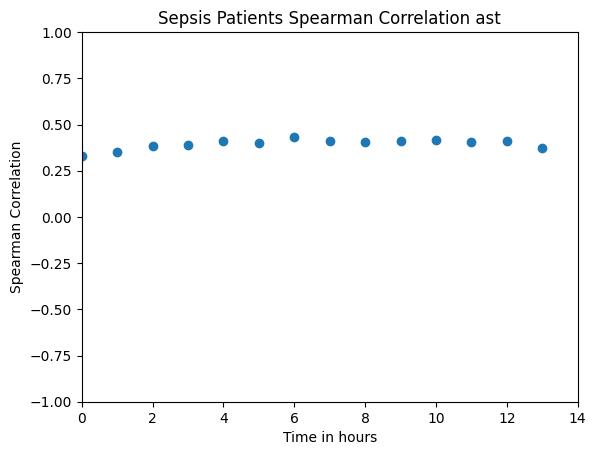 Sepsis Patients Spearman Correlation ast
1.00
0.75
0.50
0.25
0.00
−0.25
−0.50
−0.75
−1.00
Spearman Correlation
0 2 4 6 8 10 12 14
Time in hours